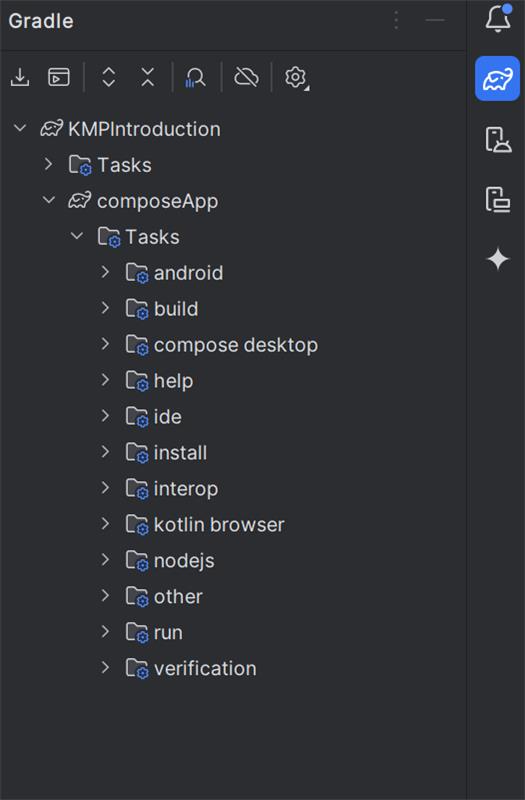 Gradle
KMPIntroduction
Tasks
composeApp
Tasks
android
build
compose desktop
help
ide
install
interop
kotlin browser
nodejs
other
run
verification